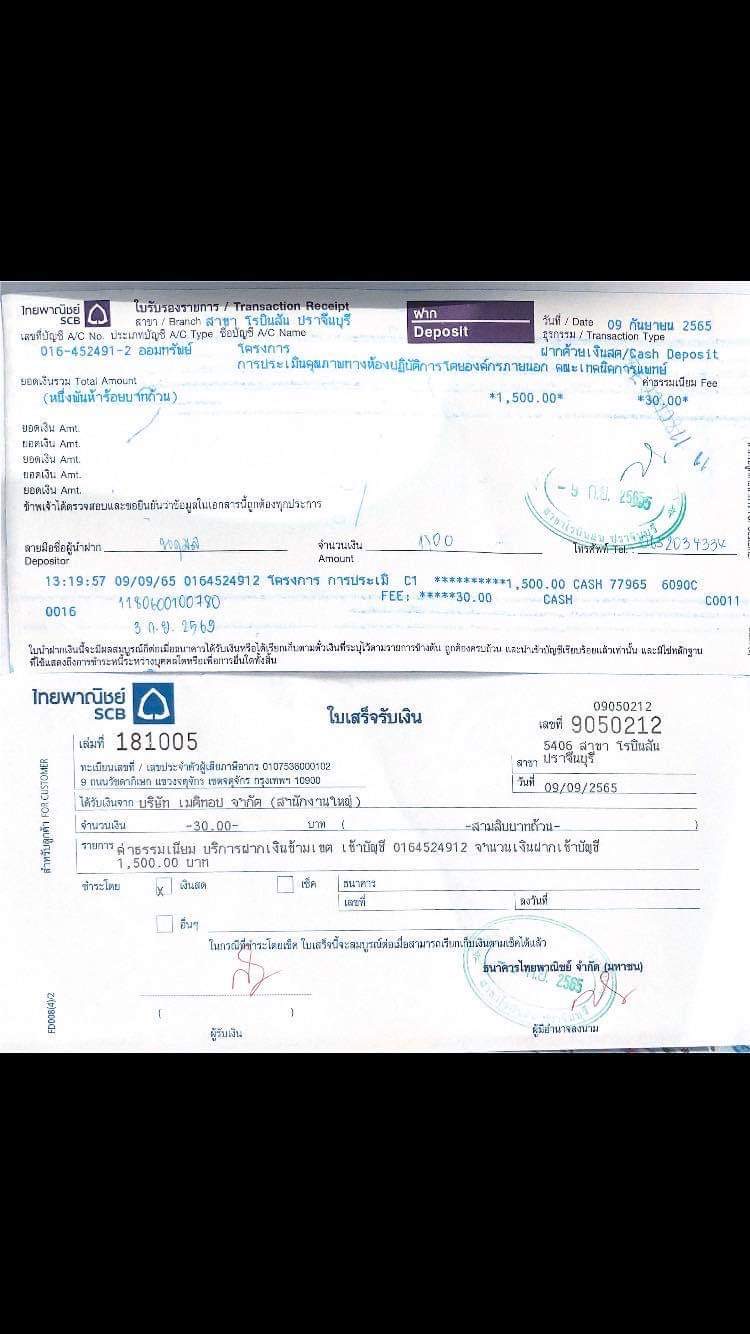 ไทยพาณิชย์
SCB
ใบรับรองรายการ / Transaction Receipt
สาขา / Branch สาขา โรบินสัน ปราจีนบุรี
ฝาก
Deposit
วันที่ / Date 09 กันยายน 2565
ธุรกรรม / Transaction Type
เลขที่บัญชี A/C No. ประเภทบัญชี A/C Type ชื่อบัญชี A/C Name
016-452491-2 ออมทรัพย์ โครงการ
ฝากด้วยเงินสด/Cash Deposit
การประเมินคุณภาพทางห้องปฏิบัติการโดยองค์กรภายนอก คณะเทคนิคการแพทย์
ยอดเงินรวม Total Amount
ค่าธรรมเนียม Fee
(หนึ่งพันห้าร้อยบาทถ้วน) *1,500.00* *30.00*
ยอดเงิน Amt.
ยอดเงิน Amt.
ยอดเงิน Amt.
ยอดเงิน Amt.
ยอดเงิน Amt.
ข้าพเจ้าได้ตรวจสอบและขอยืนยันว่าข้อมูลในเอกสารนี้ถูกต้องทุกประการ
- 9 ก.ย. 2565
สาขาโรบินสัน ปราจีนบุรี
ลายมือชื่อผู้นำฝาก จำนวนเงิน โทรศัพท์ Tel.
Depositor Amount
13:19:57 09/09/65 0164524912 โครงการ การประเมิ C1 **********1,500.00 CASH 77965 6090C
FEE: *****30.00 CASH C0011
0016 1180600100780
3 ก.ย. 2569
ใบนำฝากเงินนี้จะมีผลสมบูรณ์ก็ต่อเมื่อธนาคารได้รับเงินหรือได้เรียกเก็บตามตั๋วเงินที่ระบุไว้ตามรายการข้างต้น ถูกต้องครบถ้วน และนำเข้าบัญชีเรียบร้อยแล้วเท่านั้น และมิใช่หลักฐาน
ที่ใช้แสดงถึงการชำระหนี้ระหว่างบุคคลใดหรือเพื่อการอื่นใดทั้งสิ้น
ไทยพาณิชย์
SCB
ใบเสร็จรับเงิน
09050212
เลขที่ 9050212
เล่มที่ 181005
5406 สาขา โรบินสัน
สาขา ปราจีนบุรี
ทะเบียนเลขที่ / เลขประจำตัวผู้เสียภาษีอากร 0107536000102
9 ถนนรัชดาภิเษก แขวงจตุจักร เขตจตุจักร กรุงเทพฯ 10900
วันที่ 09/09/2565
ได้รับเงินจาก บริษัท เมดิทอป จำกัด (สำนักงานใหญ่)
จำนวนเงิน -30.00- บาท ( -สามสิบบาทถ้วน- )
รายการ ค่าธรรมเนียม บริการฝากเงินข้ามเขต เข้าบัญชี 0164524912 จำนวนเงินฝากเข้าบัญชี
1,500.00 บาท
ชำระโดย x เงินสด เช็ค ธนาคาร
เลขที่ ลงวันที่
อื่นๆ
ในกรณีที่ชำระโดยเช็ค ใบเสร็จนี้จะสมบูรณ์ต่อเมื่อสามารถเรียกเก็บเงินตามเช็คได้แล้ว
ธนาคารไทยพาณิชย์ จำกัด (มหาชน)
ก.ย. 2565
( )
ผู้รับเงิน ผู้มีอำนาจลงนาม
สำหรับลูกค้า FOR CUSTOMER
FD008(4)/2